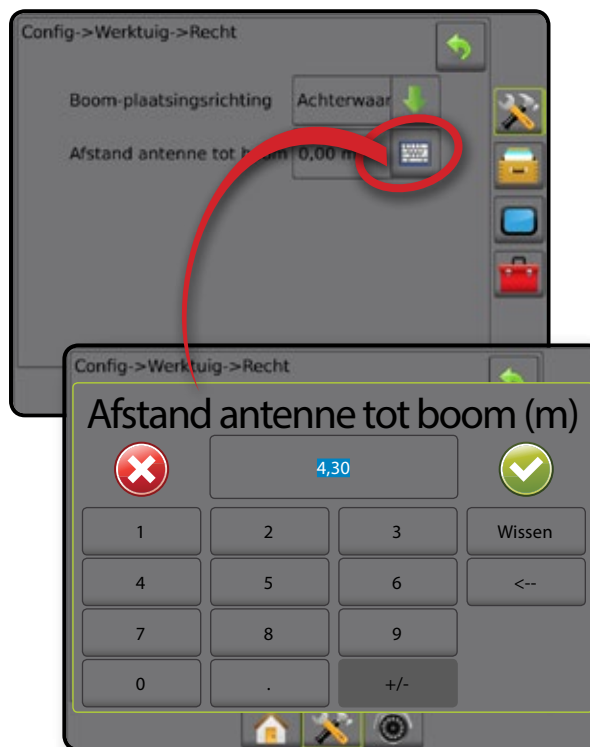 Config->Werktuig->Recht
Boom-plaatsingsrichting Achterwaar
Afstand antenne tot boom 0,00 m
Config->Werktuig->Recht
Afstand antenne tot boom (m)
4,30
1 2 3 Wissen
4 5 6 <--
7 8 9
0 . +/-